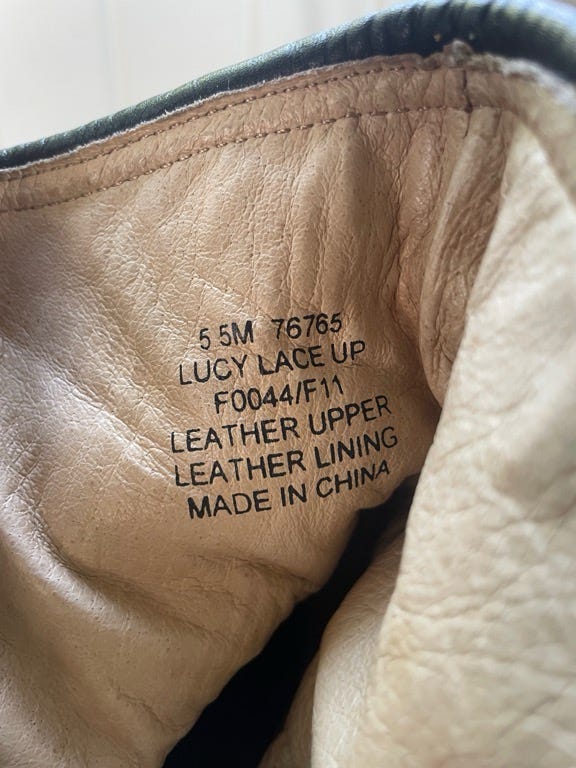 5 5M 76765
LUCY LACE UP
F0044/F11
LEATHER UPPER
LEATHER LINING
MADE IN CHINA